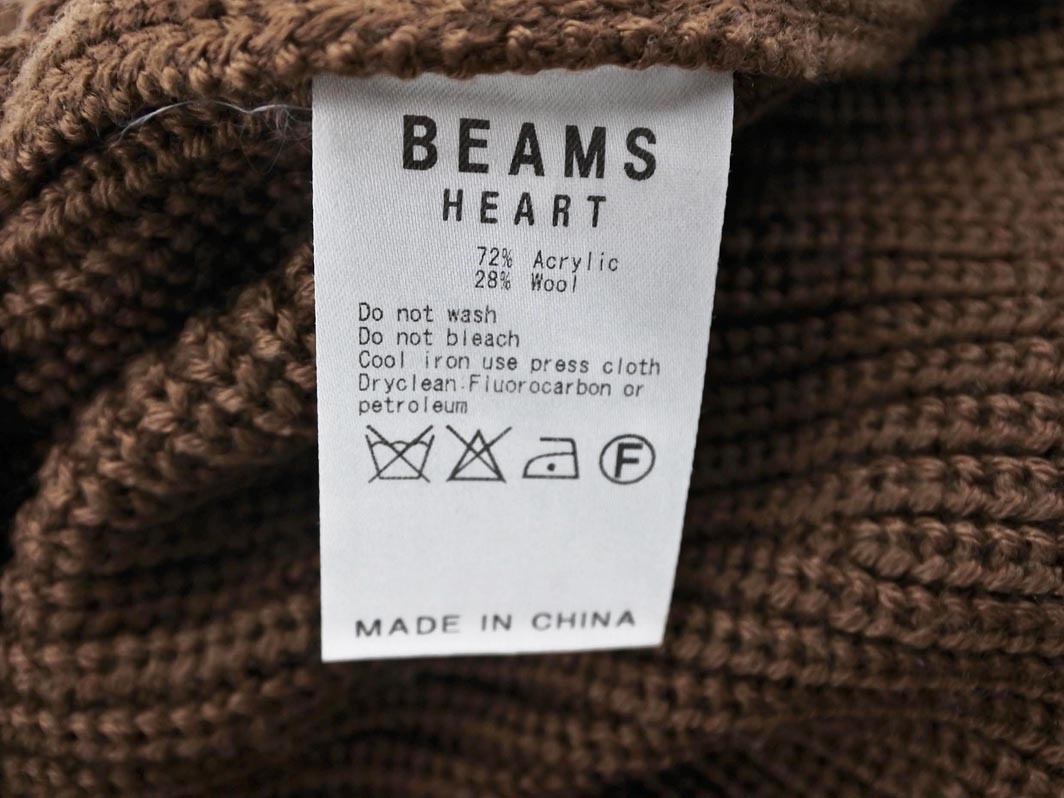 BEAMS
HEART
72% Acrylic
28% Wool
Do not wash
Do not bleach
Cool iron use press cloth
Dryclean:Fluorocarbon or
petroleum
F
MADE IN CHINA